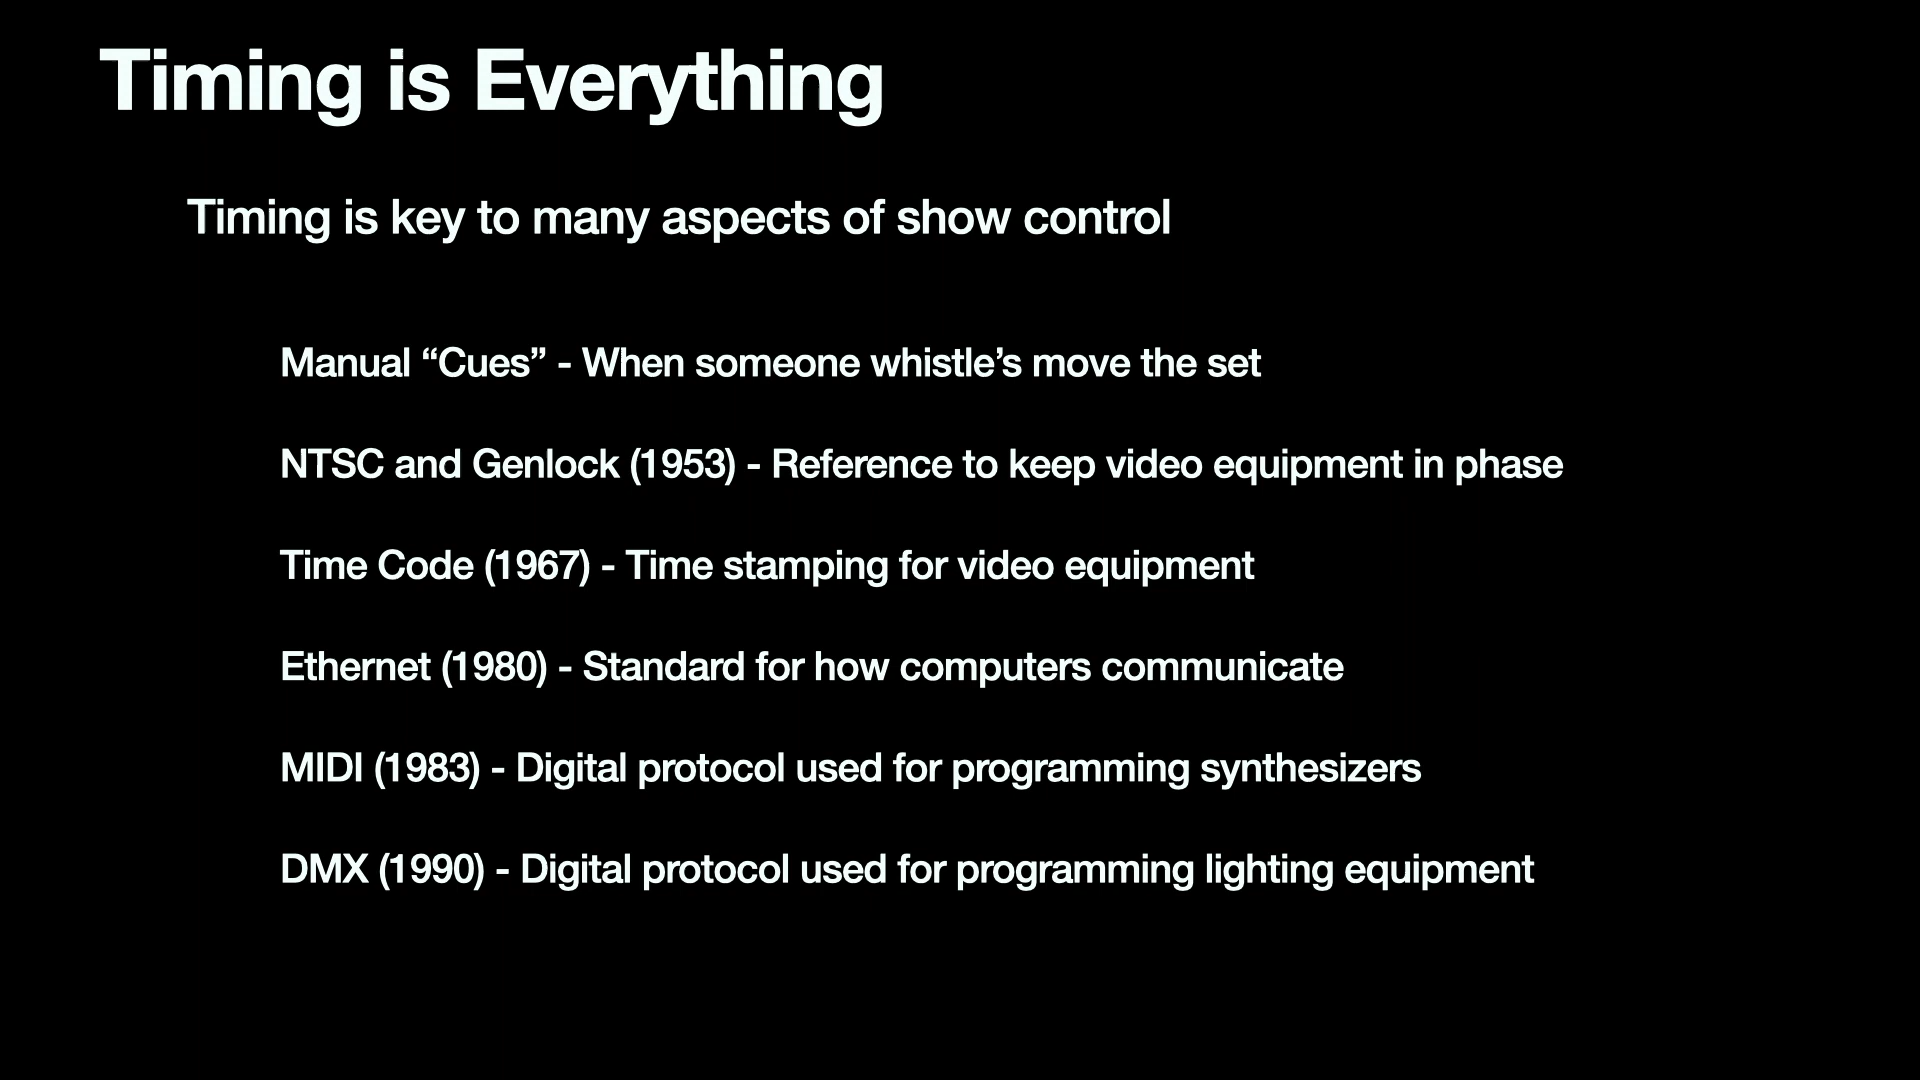 Timing is Everything
Timing is key to many aspects of show control
Manual “Cues” - When someone whistle’s move the set
NTSC and Genlock (1953) - Reference to keep video equipment in phase
Time Code (1967) - Time stamping for video equipment
Ethernet (1980) - Standard for how computers communicate
MIDI (1983) - Digital protocol used for programming synthesizers
DMX (1990) - Digital protocol used for programming lighting equipment